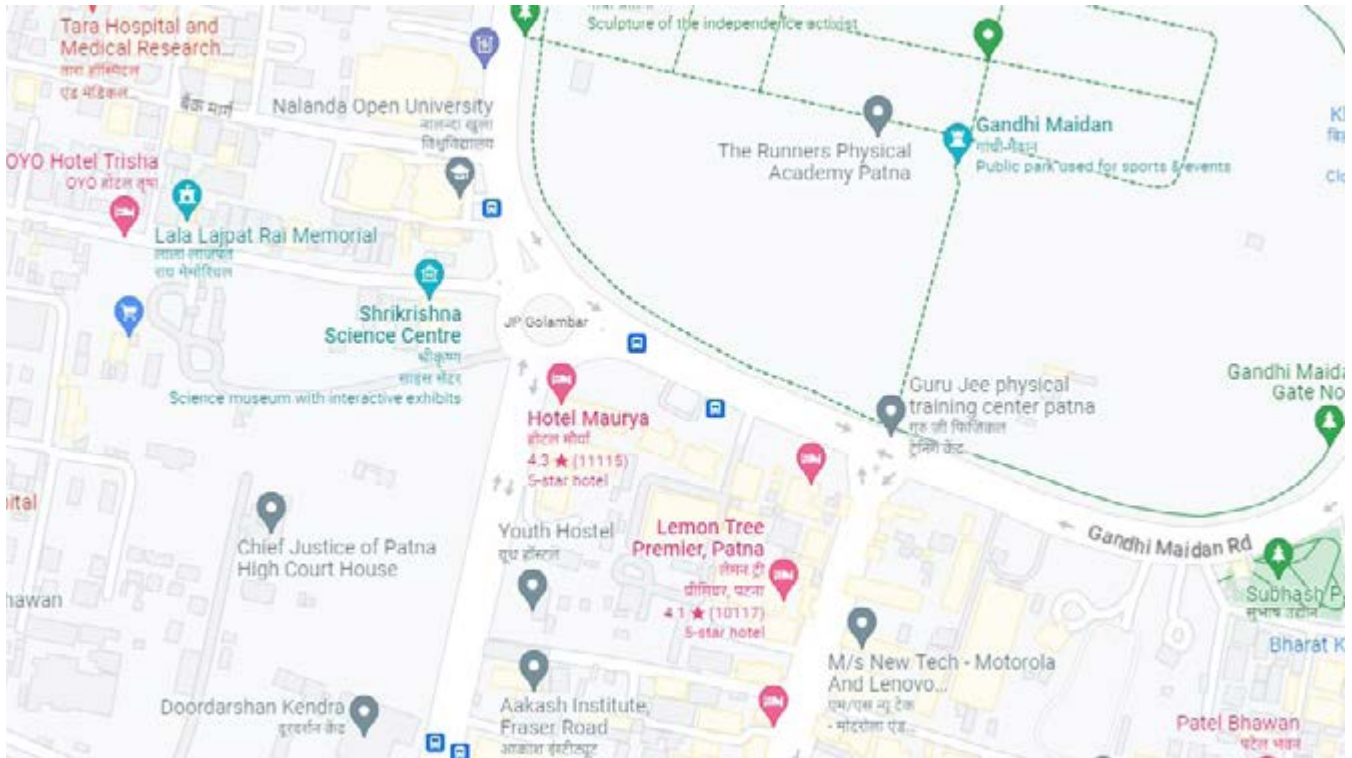 Sculpture of the independence activist
Tara Hospital and
Medical Research...
तारा हॉस्पिटल
एंड मेडिकल...
बैंक मार्ग
Nalanda Open University
नालन्दा खुला
विश्वविद्यालय
The Runners Physical
Academy Patna
Gandhi Maidan
गांधी मैदान
Public park used for sports & events
OYO Hotel Trisha
OYO होटल तृषा
Lala Lajpat Rai Memorial
लाला लाजपत
राय मेमोरियल
Shrikrishna
Science Centre
श्रीकृष्ण
साइंस सेंटर
Science museum with interactive exhibits
JP Golambar
Hotel Maurya
होटल मौर्या
4.3 ★ (11115)
5-star hotel
Guru Jee physical
training center patna
गुरु जी फिजिकल
ट्रेनिंग केंट...
Gandhi Maida
Gate No
Chief Justice of Patna
High Court House
Youth Hostel
यूथ हॉस्टल
Lemon Tree
Premier, Patna
लेमन ट्री
प्रीमियर, पटना
4.1 ★ (10117)
5-star hotel
Gandhi Maidan Rd
Subhash P
सुभाष उद्यान
Bharat K
M/s New Tech - Motorola
And Lenovo...
एम/एस न्यू टेक
- मोटरोला एंड...
Doordarshan Kendra
दूरदर्शन केंद्र
Aakash Institute,
Fraser Road
आकाश इंस्टीट्यूट
Patel Bhawan
पटेल भवन